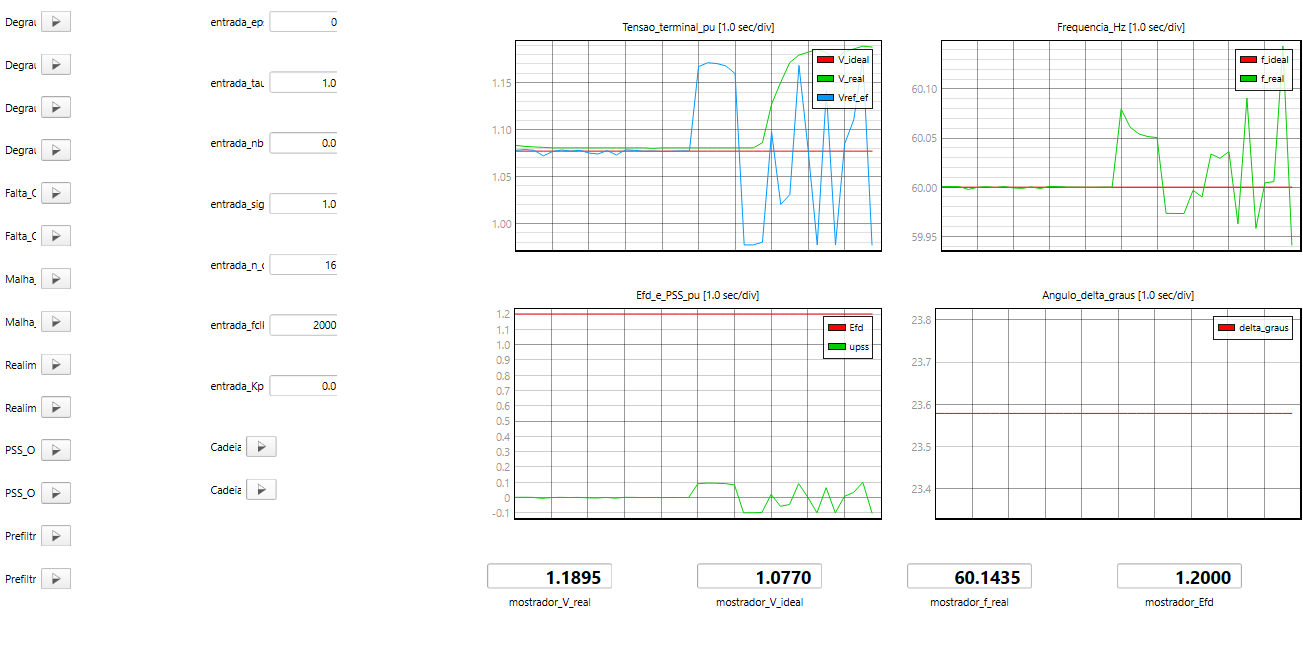 Degrau
Degrau
Degrau
Degrau
Falta_C
Falta_C
Malha_
Malha_
Realim
Realim
PSS_O
PSS_O
Prefiltr
Prefiltr
entrada_ep: 0
entrada_tau 1.0
entrada_nb 0.0
entrada_sig 1.0
entrada_n_c 16
entrada_fcll 2000
entrada_Kp 0.0
Cadeia
Cadeia
Tensao_terminal_pu [1.0 sec/div]
V_ideal
V_real
Vref_ef
1.15
1.10
1.05
1.00
Frequencia_Hz [1.0 sec/div]
f_ideal
f_real
60.10
60.05
60.00
59.95
Efd_e_PSS_pu [1.0 sec/div]
Efd
upss
1.2
1.1
1.0
0.9
0.8
0.7
0.6
0.5
0.4
0.3
0.2
0.1
0
-0.1
Angulo_delta_graus [1.0 sec/div]
delta_graus
23.8
23.7
23.6
23.5
23.4
1.1895
mostrador_V_real
1.0770
mostrador_V_ideal
60.1435
mostrador_f_real
1.2000
mostrador_Efd